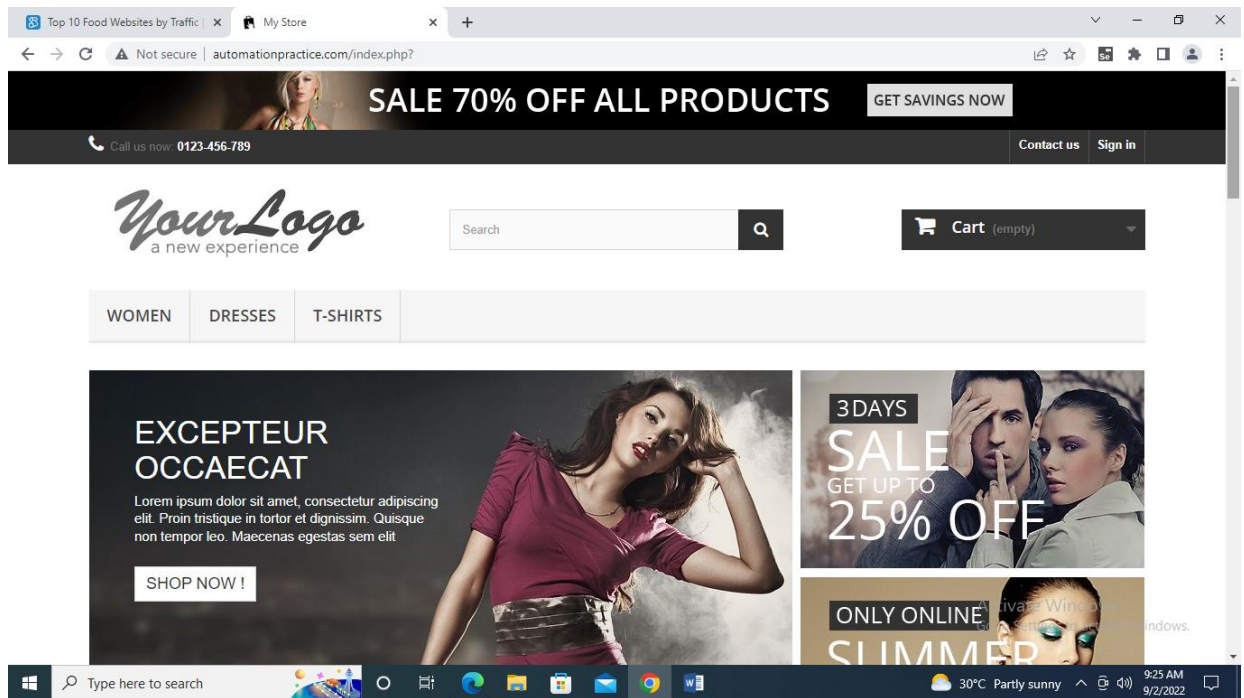 Top 10 Food Websites by Traffic |
My Store
Not secure | automationpractice.com/index.php?
Se
SALE 70% OFF ALL PRODUCTS
GET SAVINGS NOW
Call us now: 0123-456-789
Contact us
Sign in
YourLogo
a new experience
Search
Cart (empty)
WOMEN
DRESSES
T-SHIRTS
EXCEPTEUR
OCCAECAT
Lorem ipsum dolor sit amet, consectetur adipiscing
elit. Proin tristique in tortor et dignissim. Quisque
non tempor leo. Maecenas egestas sem elit
SHOP NOW !
3 DAYS
SALE
GET UP TO
25% OFF
ONLY ONLINE
SUMMER
Type here to search
30°C Partly sunny
9:25 AM
9/2/2022